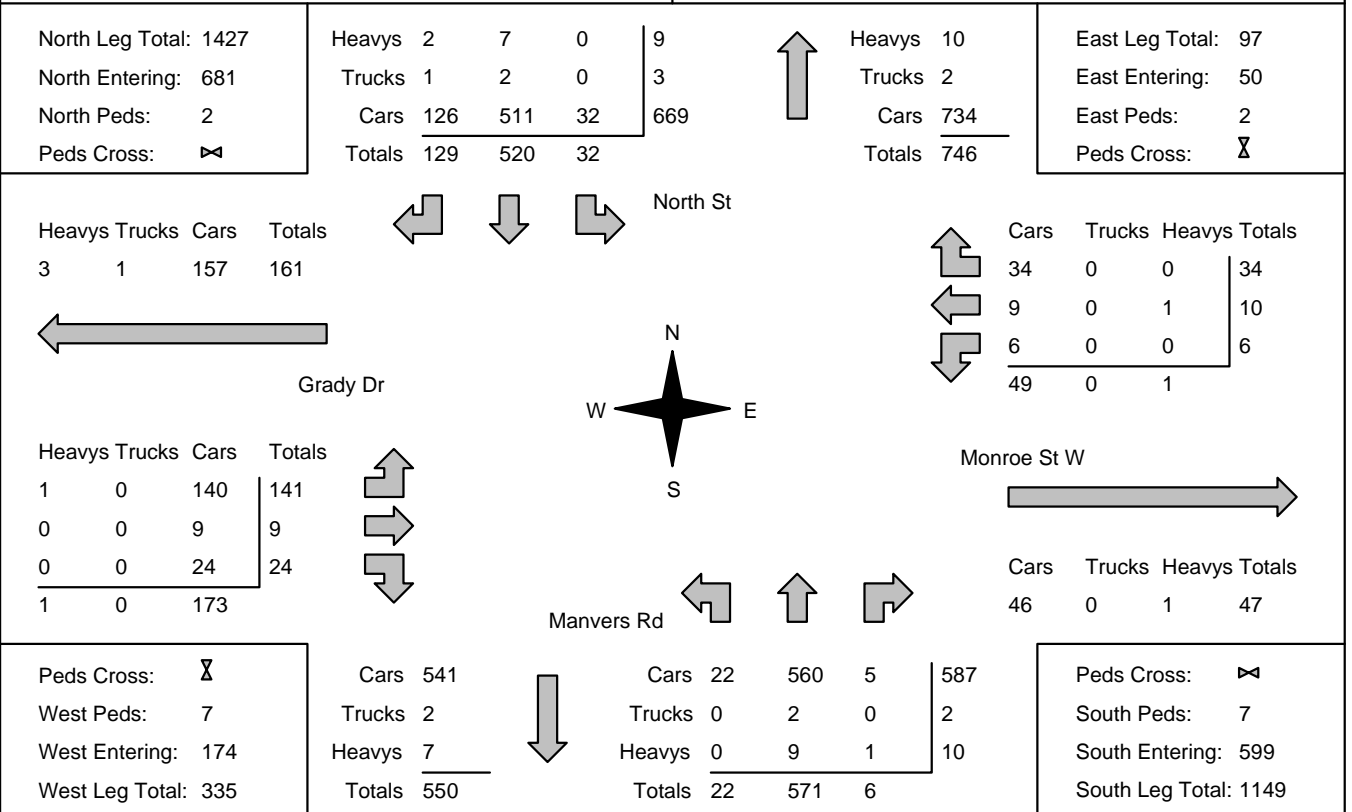 North Leg Total: 1427
North Entering: 681
North Peds: 2
Peds Cross:
Heavys 2 7 0 9
Trucks 1 2 0 3
Cars 126 511 32 669
Totals 129 520 32
Heavys 10
Trucks 2
Cars 734
Totals 746
East Leg Total: 97
East Entering: 50
East Peds: 2
Peds Cross:
North St
Heavys Trucks Cars Totals
3 1 157 161
Cars Trucks Heavys Totals
34 0 0 34
9 0 1 10
6 0 0 6
49 0 1
Grady Dr
N
W E
S
Heavys Trucks Cars Totals
1 0 140 141
0 0 9 9
0 0 24 24
1 0 173
Monroe St W
Cars Trucks Heavys Totals
46 0 1 47
Manvers Rd
Peds Cross:
West Peds: 7
West Entering: 174
West Leg Total: 335
Cars 541
Trucks 2
Heavys 7
Totals 550
Cars 22 560 5 587
Trucks 0 2 0 2
Heavys 0 9 1 10
Totals 22 571 6
Peds Cross:
South Peds: 7
South Entering: 599
South Leg Total: 1149